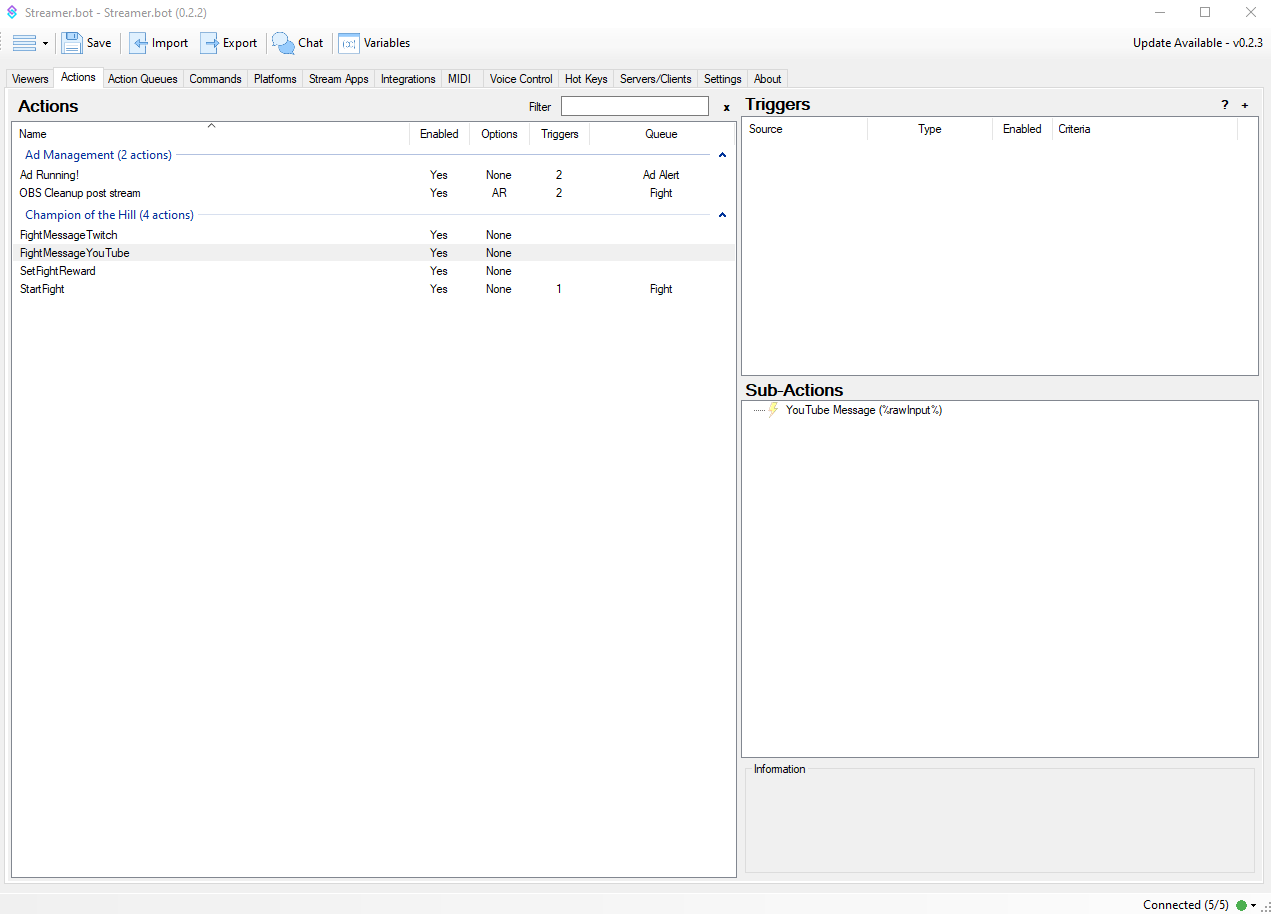 Streamer.bot - Streamer.bot (0.2.2)
Save Import Export Chat (x) Variables Update Available - v0.2.3
Viewers Actions Action Queues Commands Platforms Stream Apps Integrations MIDI Voice Control Hot Keys Servers/Clients Settings About
Actions Filter x
Name Enabled Options Triggers Queue
Ad Management (2 actions)
Ad Running! Yes None 2 Ad Alert
OBS Cleanup post stream Yes AR 2 Fight
Champion of the Hill (4 actions)
FightMessageTwitch Yes None
FightMessageYouTube Yes None
SetFightReward Yes None
StartFight Yes None 1 Fight
Triggers ? +
Source Type Enabled Criteria
Sub-Actions
YouTube Message (%rawInput%)
Information
Connected (5/5)